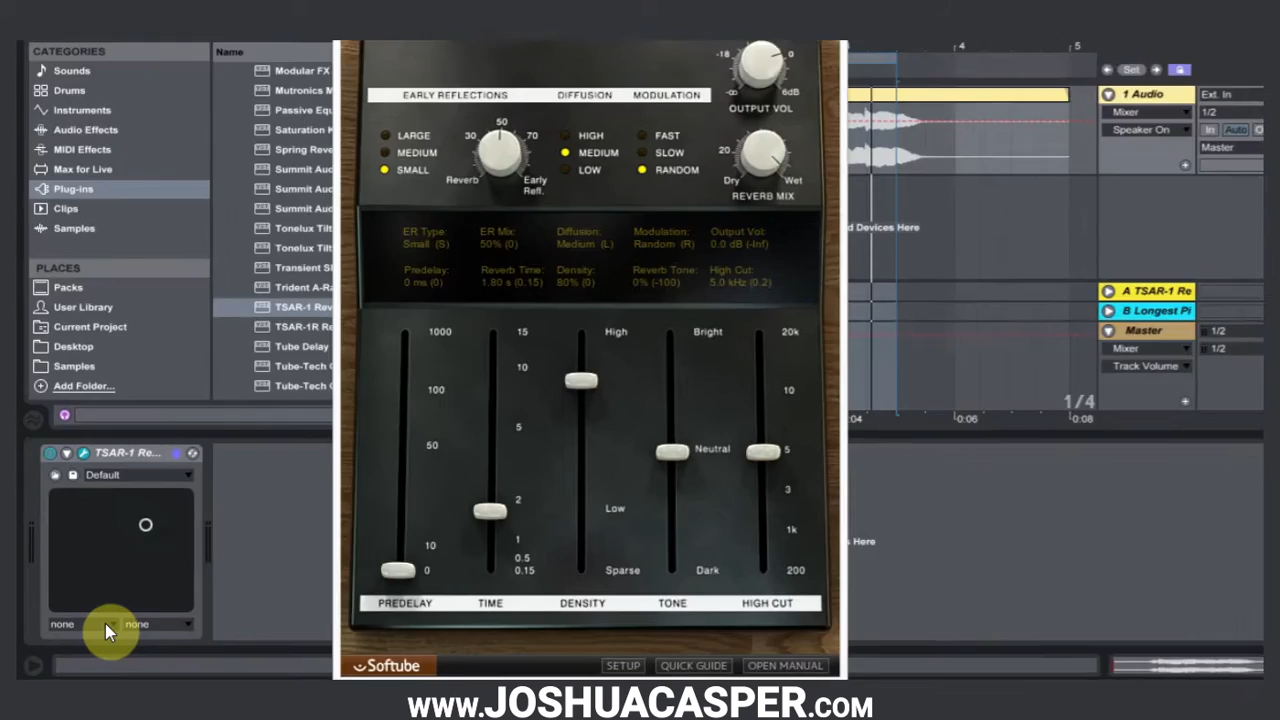 CATEGORIES
Sounds
Drums
Instruments
Audio Effects
MIDI Effects
Max for Live
Plug-ins
Clips
Samples
PLACES
Packs
User Library
Current Project
Desktop
Samples
Add Folder...
Name
Modular FX
Mutronics M
Passive Equ
Saturation K
Spring Reve
Summit Aud
Summit Aud
Summit Aud
Tonelux Tilt
Tonelux Tilt
Transient SI
Trident A-Ra
TSAR-1 Rev
TSAR-1R Re
Tube Delay
Tube-Tech C
Tube-Tech C
-18
0
-∞
6dB
OUTPUT VOL
EARLY REFLECTIONS
DIFFUSION
MODULATION
LARGE
MEDIUM
SMALL
30
50
70
Reverb
Early
Refl.
HIGH
MEDIUM
LOW
FAST
SLOW
RANDOM
20
Dry
Wet
REVERB MIX
ER Type:
Small (S)
ER Mix:
50% (0)
Diffusion:
Medium (L)
Modulation:
Random (R)
Output Vol:
0.0 dB (-Inf)
Predelay:
0 ms (0)
Reverb Time:
1.80 s (0.15)
Density:
80% (0)
Reverb Tone:
0% (-100)
High Cut:
5.0 kHz (0.2)
1000
100
50
10
0
15
10
5
2
1
0.5
0.15
High
Low
Sparse
Bright
Neutral
Dark
20k
10
5
3
1k
200
PREDELAY
TIME
DENSITY
TONE
HIGH CUT
Softube
SETUP
QUICK GUIDE
OPEN MANUAL
4
5
Set
1 Audio
Ext. In
Mixer
1/2
Speaker On
In
Auto
Master
d Devices Here
A TSAR-1 Re
B Longest Pi
Master
1/2
Mixer
1/2
Track Volume
1/4
:04
0:06
0:08
TSAR-1 Re...
Default
none
none
ces Here
www.JOSHUACASPER.com